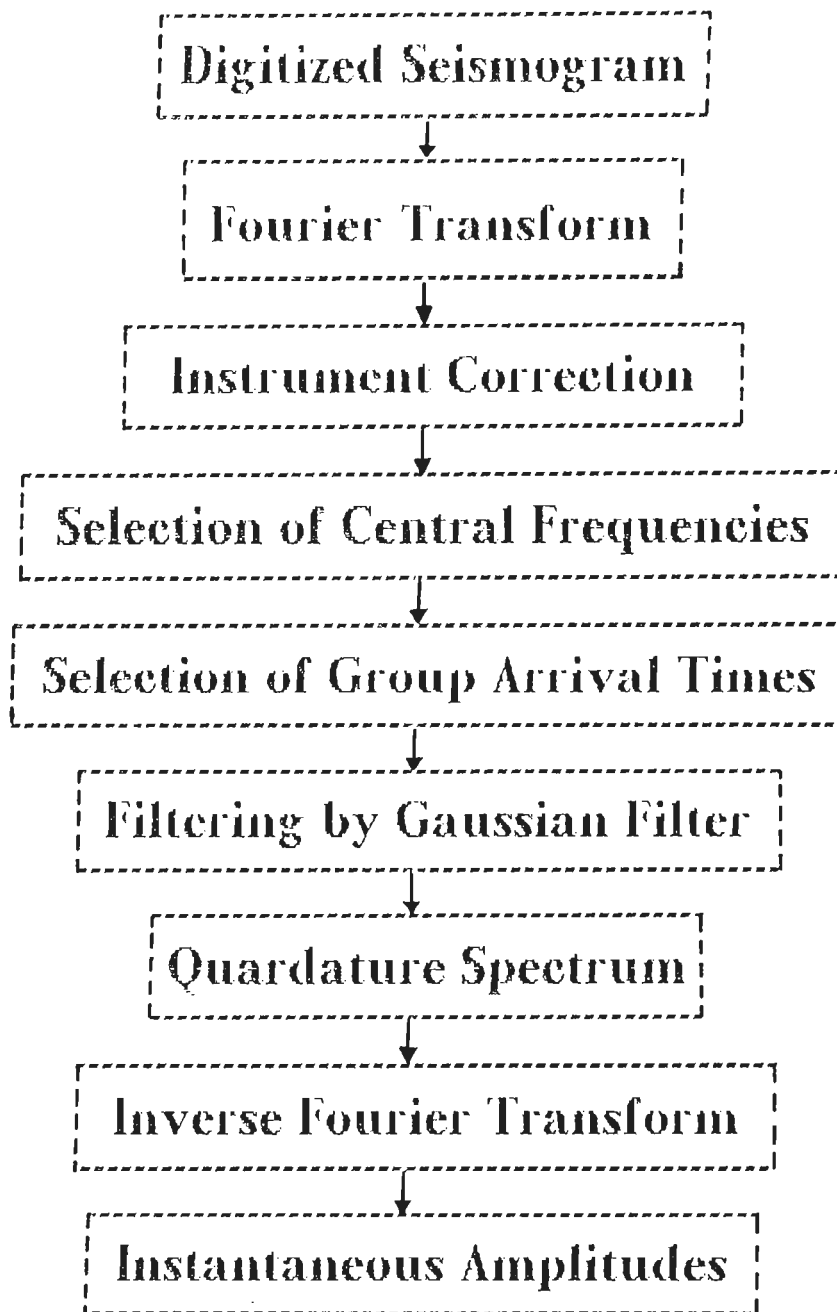 Digitized Seismogram
Fourier Transform
Instrument Correction
Selection of Central Frequencies
Selection of Group Arrival Times
Filtering by Gaussian Filter
Quardature Spectrum
Inverse Fourier Transform
Instantaneous Amplitudes